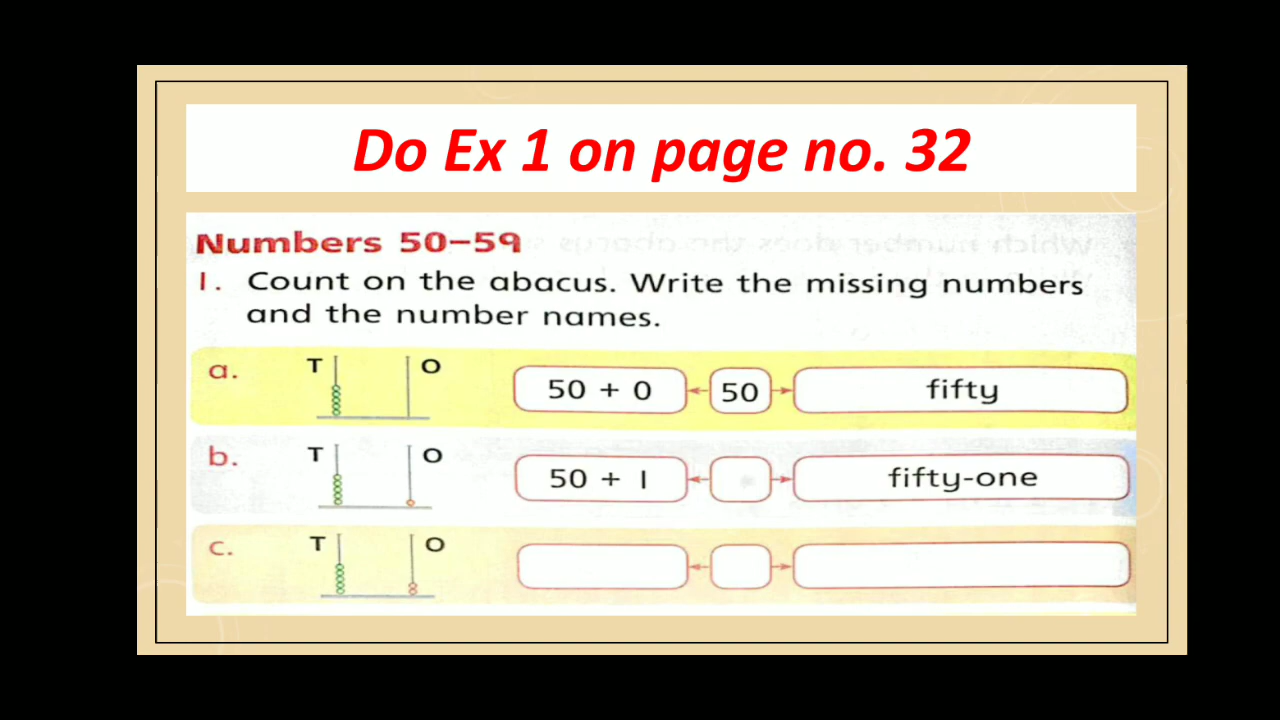 Do Ex 1 on page no. 32
Numbers 50–59
1. Count on the abacus. Write the missing numbers
and the number names.
a. T O 50 + 0 50 fifty
b. T O 50 + 1 fifty-one
c. T O